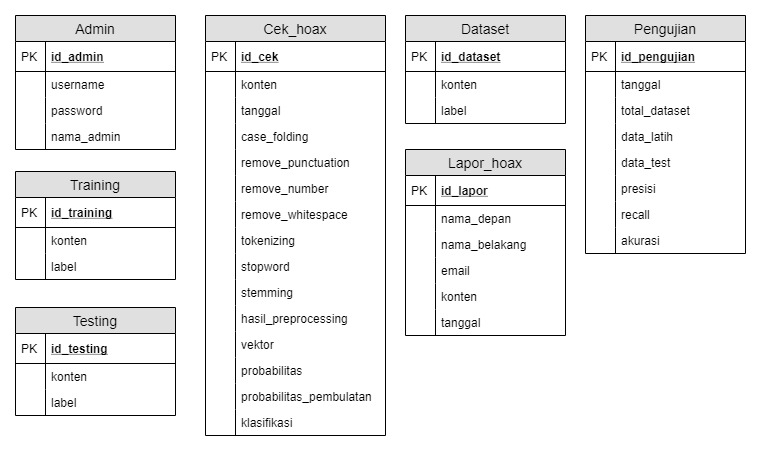 Admin
PK id_admin
username
password
nama_admin
Training
PK id_training
konten
label
Testing
PK id_testing
konten
label
Cek_hoax
PK id_cek
konten
tanggal
case_folding
remove_punctuation
remove_number
remove_whitespace
tokenizing
stopword
stemming
hasil_preprocessing
vektor
probabilitas
probabilitas_pembulatan
klasifikasi
Dataset
PK id_dataset
konten
label
Lapor_hoax
PK id_lapor
nama_depan
nama_belakang
email
konten
tanggal
Pengujian
PK id_pengujian
tanggal
total_dataset
data_latih
data_test
presisi
recall
akurasi